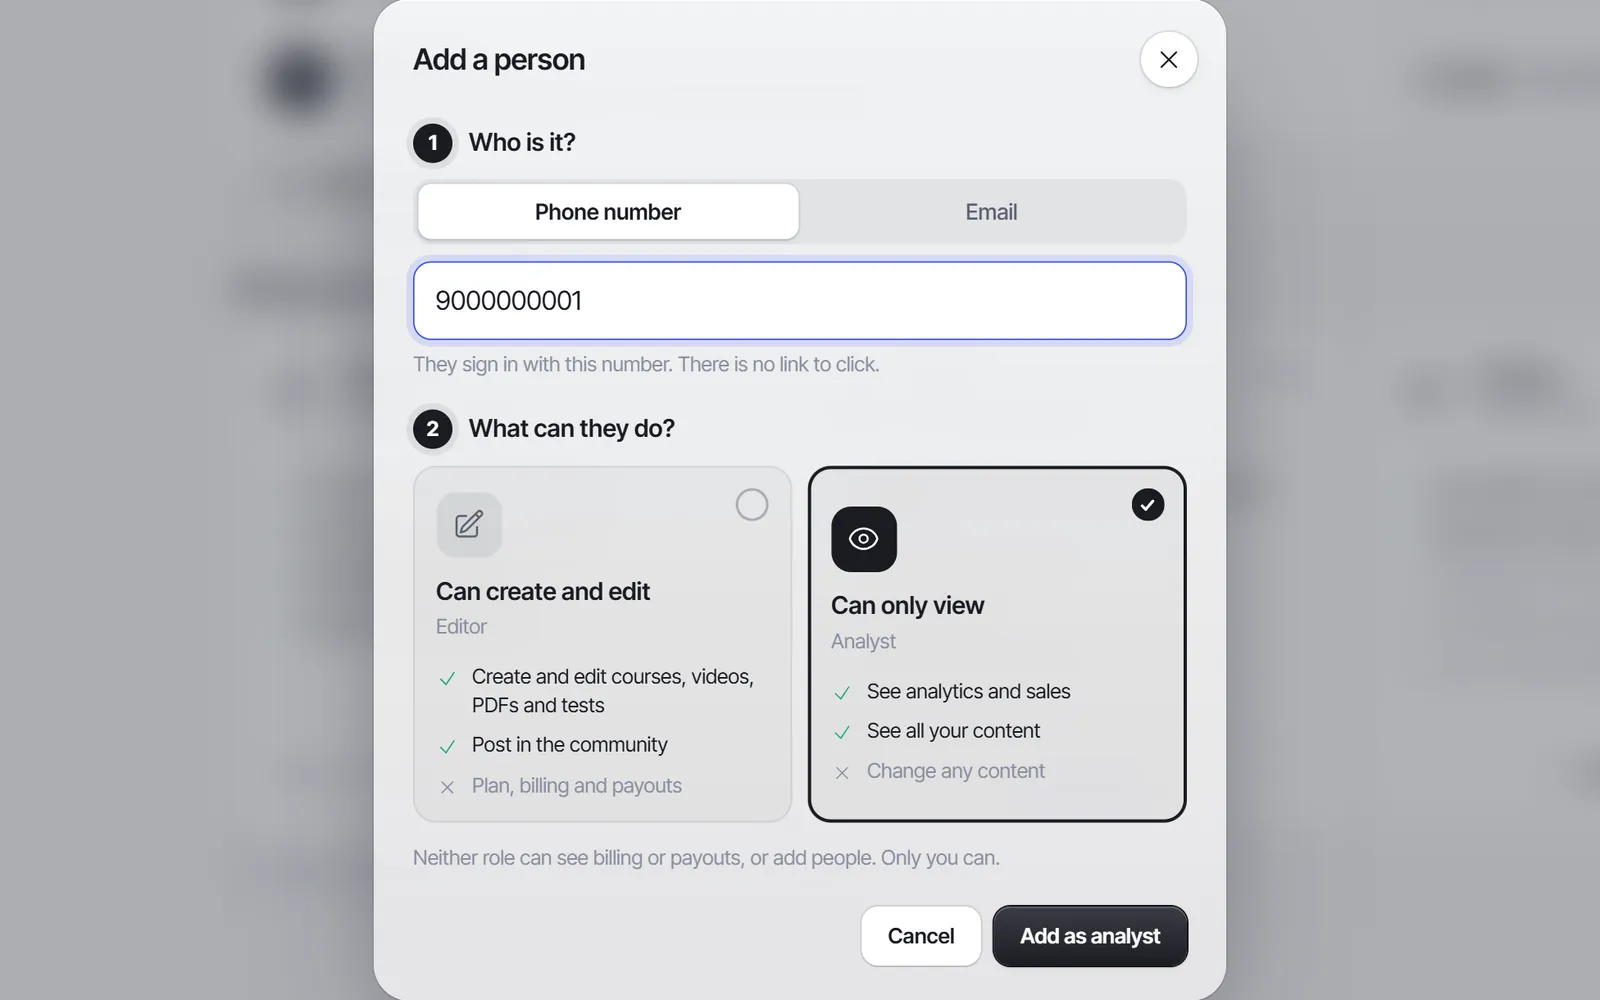 Add a person
1 Who is it?
Phone number Email
9000000001
They sign in with this number. There is no link to click.
2 What can they do?
Can create and edit
Editor
Create and edit courses, videos,
PDFs and tests
Post in the community
Plan, billing and payouts
Can only view
Analyst
See analytics and sales
See all your content
Change any content
Neither role can see billing or payouts, or add people. Only you can.
Cancel Add as analyst